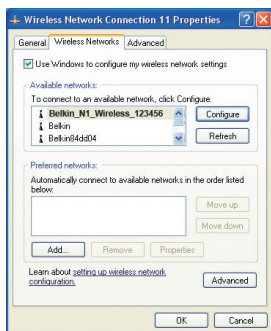 Wireless Network Connection 11 Properties
General Wireless Networks Advanced
Use Windows to configure my wireless network settings
Available networks:
To connect to an available network, click Configure.
Belkin_N1_Wireless_123456
Configure
Belkin
Belkin84dd04
Refresh
Preferred networks:
Automatically connect to available networks in the order listed
below:
Move up
Move down
Add... Remove Properties
Learn about setting up wireless network
configuration.
Advanced
OK Cancel